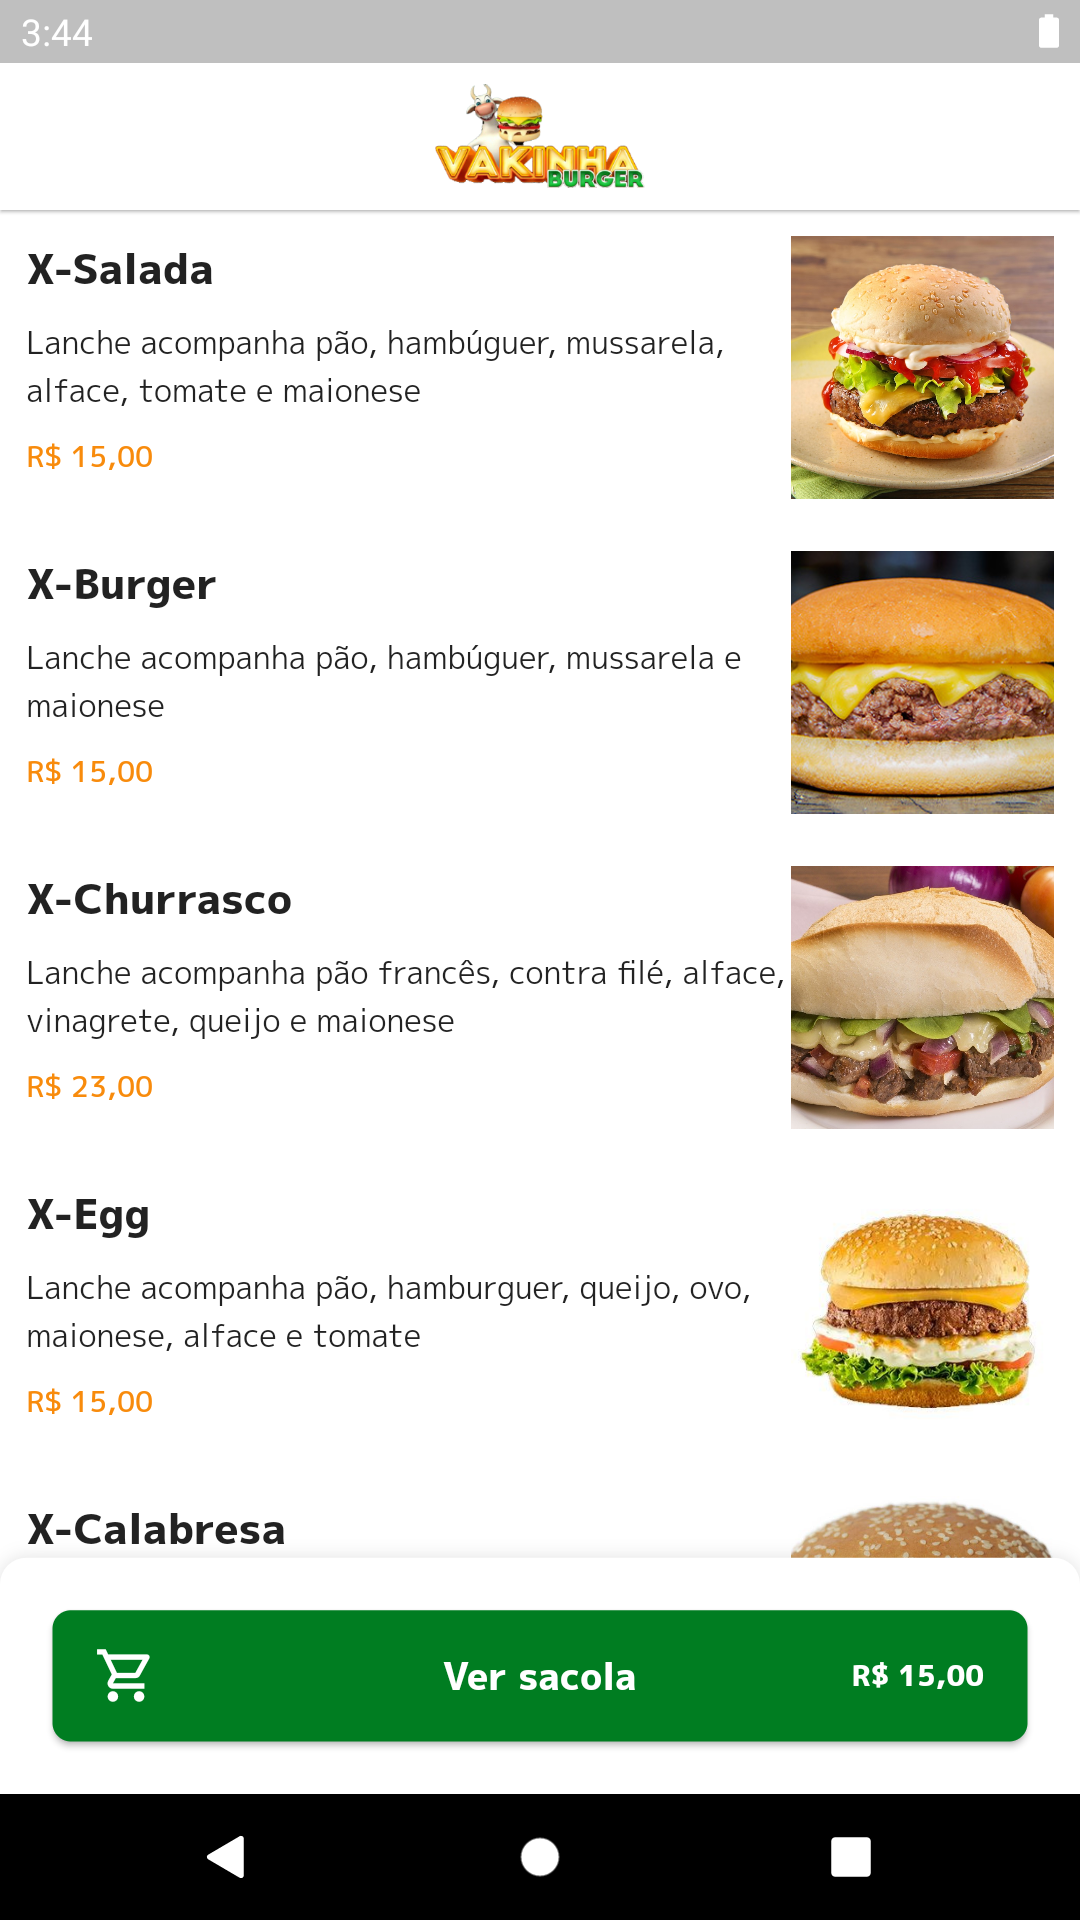 3:44
VAKINHA
BURGER
X-Salada
Lanche acompanha pão, hambúguer, mussarela,
alface, tomate e maionese
R$ 15,00
X-Burger
Lanche acompanha pão, hambúguer, mussarela e
maionese
R$ 15,00
X-Churrasco
Lanche acompanha pão francês, contra filé, alface,
vinagrete, queijo e maionese
R$ 23,00
X-Egg
Lanche acompanha pão, hamburguer, queijo, ovo,
maionese, alface e tomate
R$ 15,00
X-Calabresa
Ver sacola
R$ 15,00